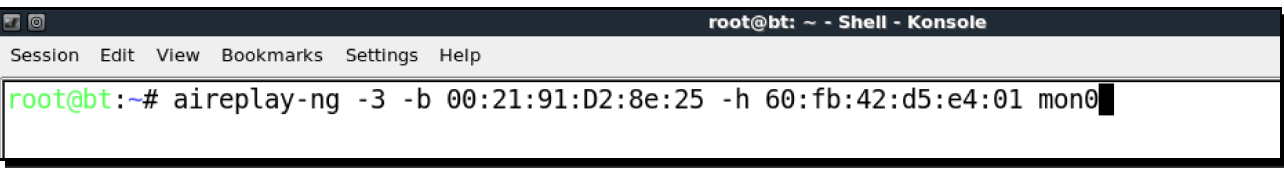 root@bt: ~ - Shell - Konsole
Session Edit View Bookmarks Settings Help
root@bt:~# aireplay-ng -3 -b 00:21:91:D2:8e:25 -h 60:fb:42:d5:e4:01 mon0